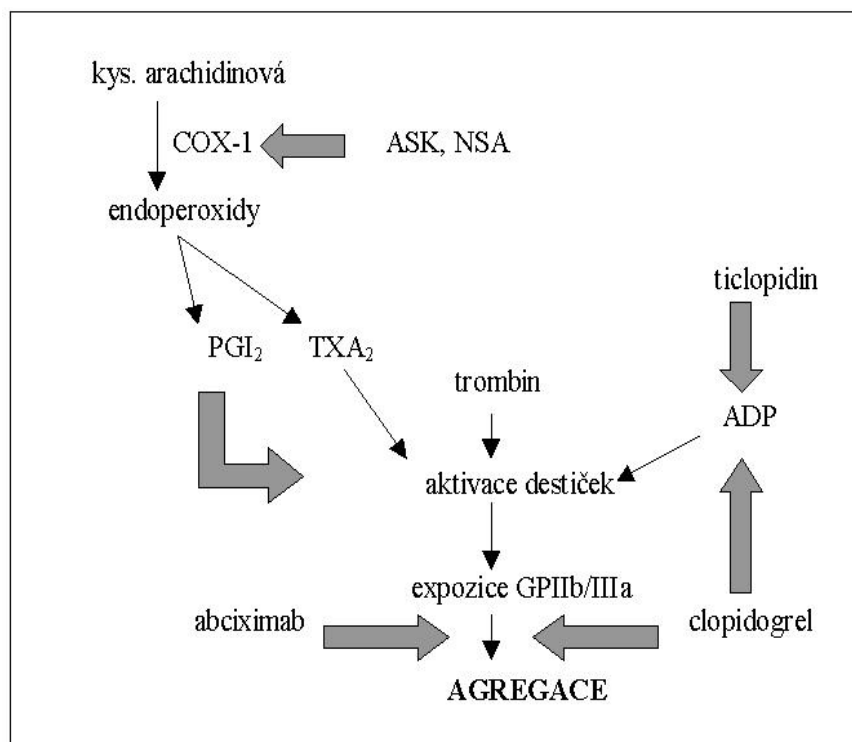 kys. arachidinová
COX-1 ASK, NSA
endoperoxidy
ticlopidin
PGI₂ TXA₂
trombin
ADP
aktivace destiček
expozice GPIIb/IIIa
abciximab clopidogrel
AGREGACE